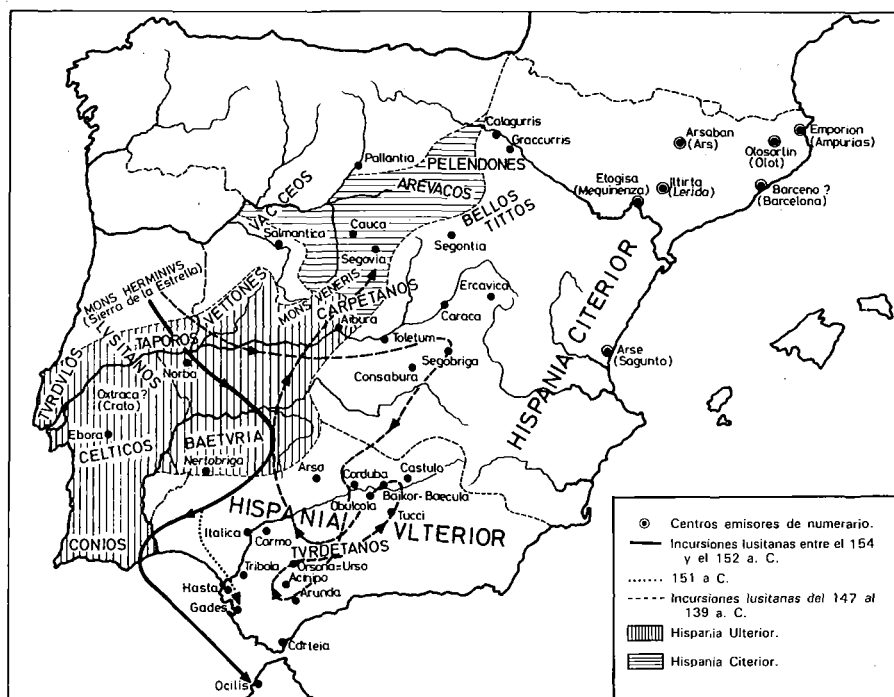 Calagurris
Graccurris
Pallantia
PELENDONES
AREVACOS
VACCEOS
BELLOS
TITTOS
Arsaban
(Ars)
Olosortin
(Olot)
Emporion
(Ampurias)
Etogisa
(Mequinenza)
Iltirta
(Lerida)
Barceno ?
(Barcelona)
Salmantica
Cauca
Segovia
Segontia
MONS HERMINIVS
(Sierra de la Estrella)
VETTONES
MONS VENERIS
CARPETANOS
Ercavica
Caraca
HISPANIA CITERIOR
TVRDVLOS
LVSITANOS
TAPOROS
Norba
Aibura
Toletum
Segobriga
Consabura
Arse
(Sagunto)
Oxtraca?
(Crato)
Ebora
CELTICOS
BAETVRIA
Nertobriga
Arsa
Corduba
Castulo
Obulcola
Baikor-Baecula
Tucci
HISPANIA
VLTERIOR
CONIOS
Italica
Carmo
TVRDETANOS
Orsona=Urso
Tribola
Acinipo
Hasta
Arunda
Gades
Carteia
Ocilis
Centros emisores de numerario.
Incursiones lusitanas entre el 154
y el 152 a. C.
151 a C.
Incursiones lusitanas del 147 al
139 a. C.
Hispania Ulterior.
Hispania Citerior.